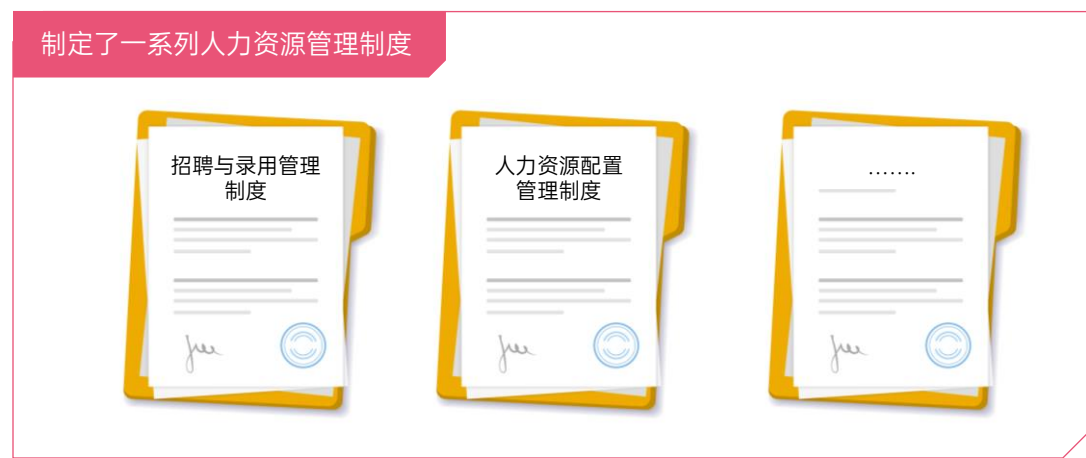 制定了一系列人力资源管理制度
招聘与录用管理
制度
人力资源配置
管理制度
…….